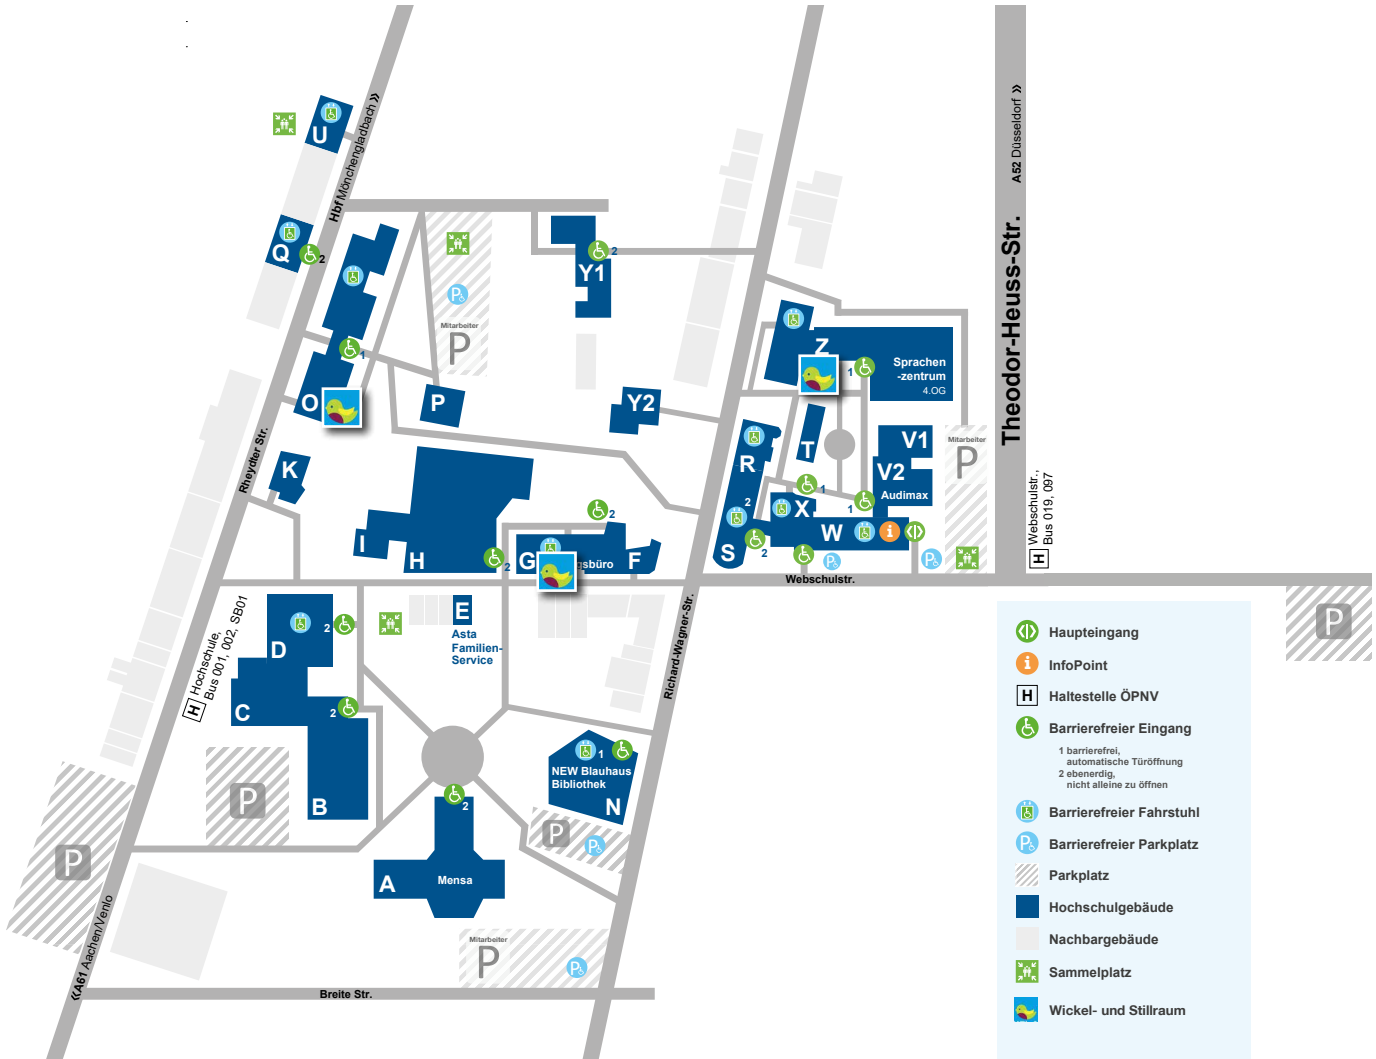 U
Hbf Mönchengladbach »
A52 Düsseldorf »
Theodor-Heuss-Str.
Q
2
Y1
2
Mitarbeiter
P
Z
1
Sprachen
-zentrum
4.OG
O
1
P
Y2
T
R
2
V1
V2
Audimax
Mitarbeiter
P
Rheydter Str.
K
I
H
2
G
gsbüro
F
2
S
2
X
1
1
W
i
Webschulstr.
H Webschulstr.,
Bus 019, 097
P
H Hochschule,
Bus 001, 002, SB01
D
2
C
2
B
E
Asta
Familien-
Service
Richard-Wagner-Str.
P
P
1
NEW Blauhaus
Bibliothek
N
P
2
A
Mensa
Mitarbeiter
P
«A61 Aachen/Venlo
Breite Str.
Haupteingang
i InfoPoint
H Haltestelle ÖPNV
Barrierefreier Eingang
1 barrierfrei,
automatische Türöffnung
2 ebenerdig,
nicht alleine zu öffnen
Barrierefreier Fahrstuhl
P Barrierefreier Parkplatz
Parkplatz
Hochschulgebäude
Nachbargebäude
Sammelplatz
Wickel- und Stillraum